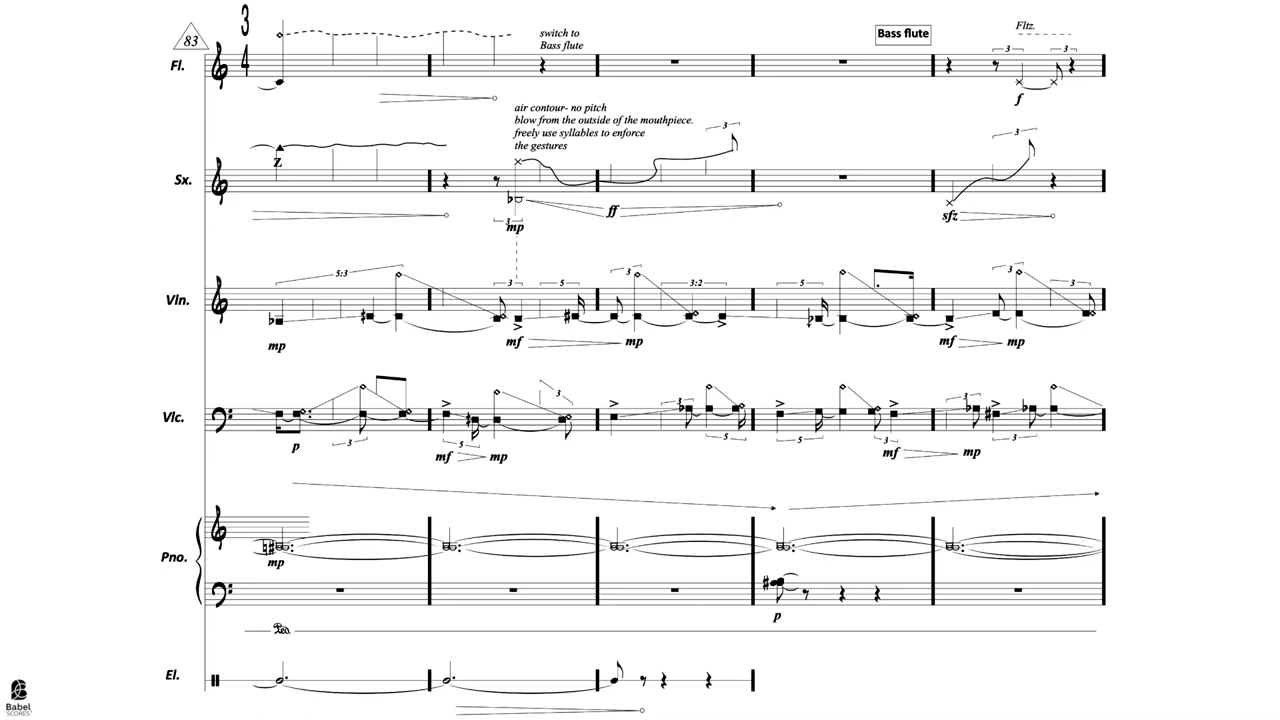 83
3
4
switch to
Bass flute
Bass flute
Fltz.
3
3
Fl.
f
air contour- no pitch
blow from the outside of the mouthpiece.
freely use syllables to enforce
the gestures
3
3
z
Sx.
3
mp
ff
sfz
5:3
3
5
3
3:2
5
3
3
Vln.
mp
mf
mp
mf
mp
3
3
3
Vlc.
p
3
5
3
5
3
3
mf
mp
mf
mp
Pno.
mp
p
Ped
El.
Babel
SCORES